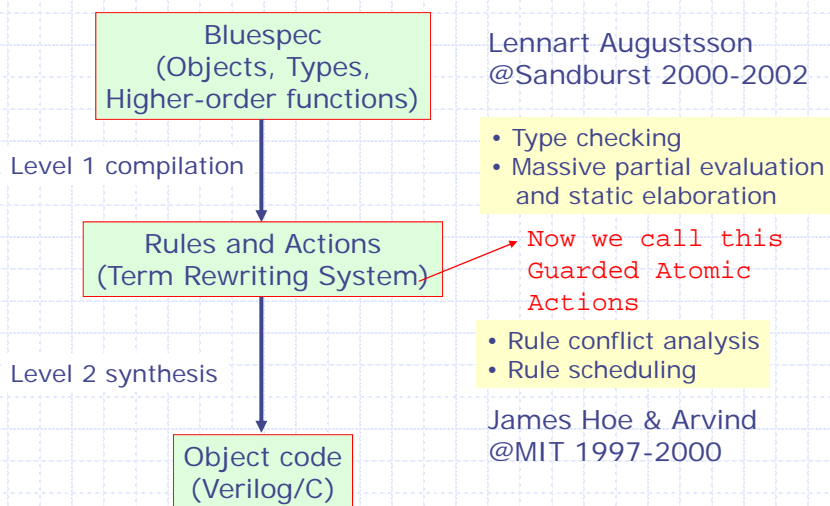 Bluespec
(Objects, Types,
Higher-order functions)
Lennart Augustsson
@Sandburst 2000-2002
Level 1 compilation
• Type checking
• Massive partial evaluation
and static elaboration
Rules and Actions
(Term Rewriting System)
Now we call this
Guarded Atomic
Actions
Level 2 synthesis
• Rule conflict analysis
• Rule scheduling
James Hoe & Arvind
@MIT 1997-2000
Object code
(Verilog/C)